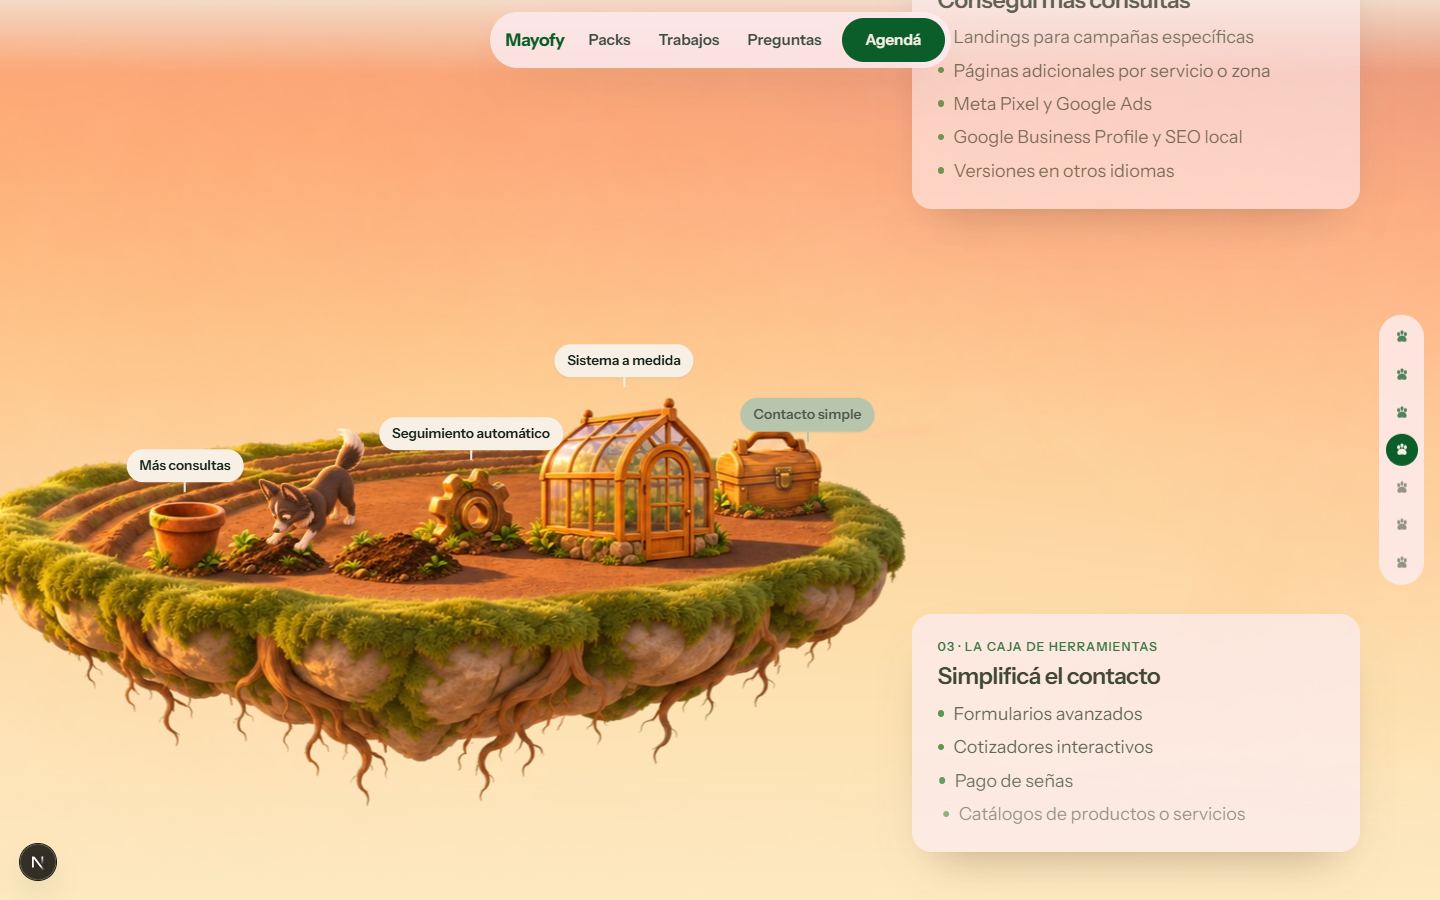 Conseguí más consultas
Mayofy
Packs
Trabajos
Preguntas
Agendá
Landings para campañas específicas
Páginas adicionales por servicio o zona
Meta Pixel y Google Ads
Google Business Profile y SEO local
Versiones en otros idiomas
Sistema a medida
Contacto simple
Seguimiento automático
Más consultas
03 · LA CAJA DE HERRAMIENTAS
Simplificá el contacto
Formularios avanzados
Cotizadores interactivos
Pago de señas
Catálogos de productos o servicios
N